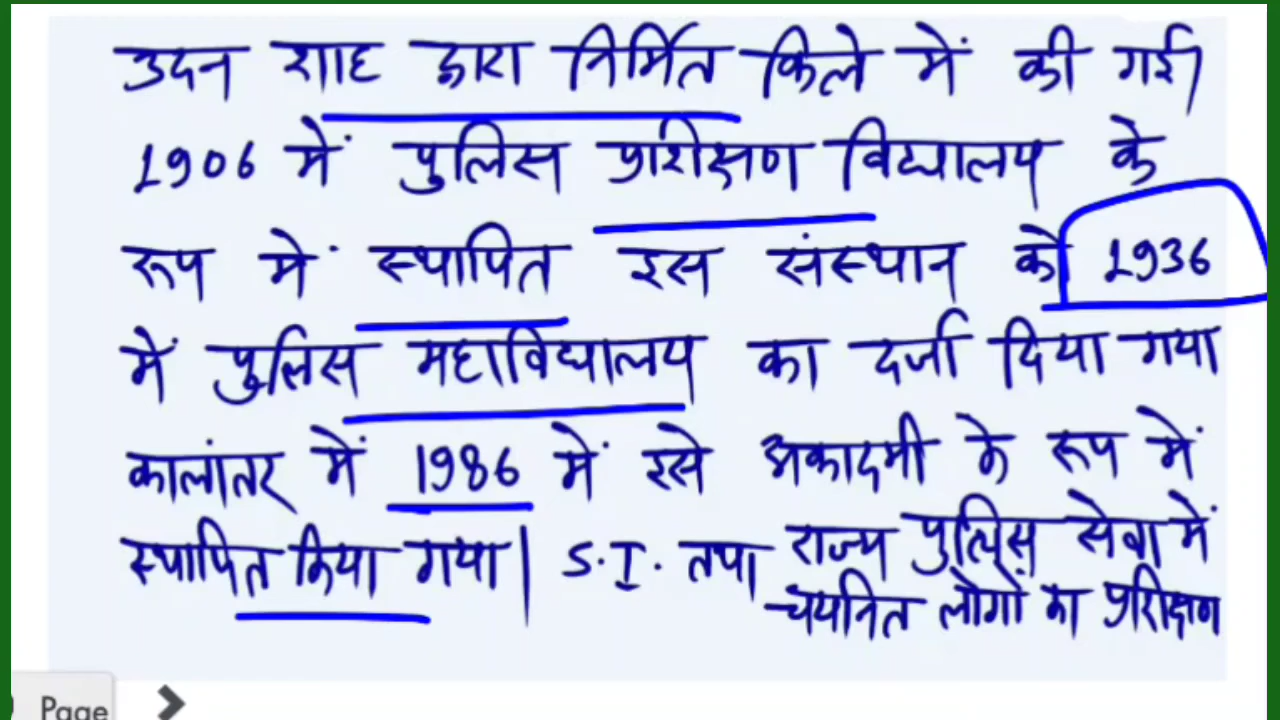 उदन शाह द्वारा निर्मित किले में की गई।
1906 में पुलिस प्रशिक्षण विद्यालय के
रूप में स्थापित इस संस्थान को 1936
में पुलिस महाविद्यालय का दर्जा दिया गया
कालांतर में 1986 में इसे अकादमी के रूप में
स्थापित किया गया | S.I. तथा राज्य पुलिस सेवा में
चयनित लोगों का प्रशिक्षण
Page